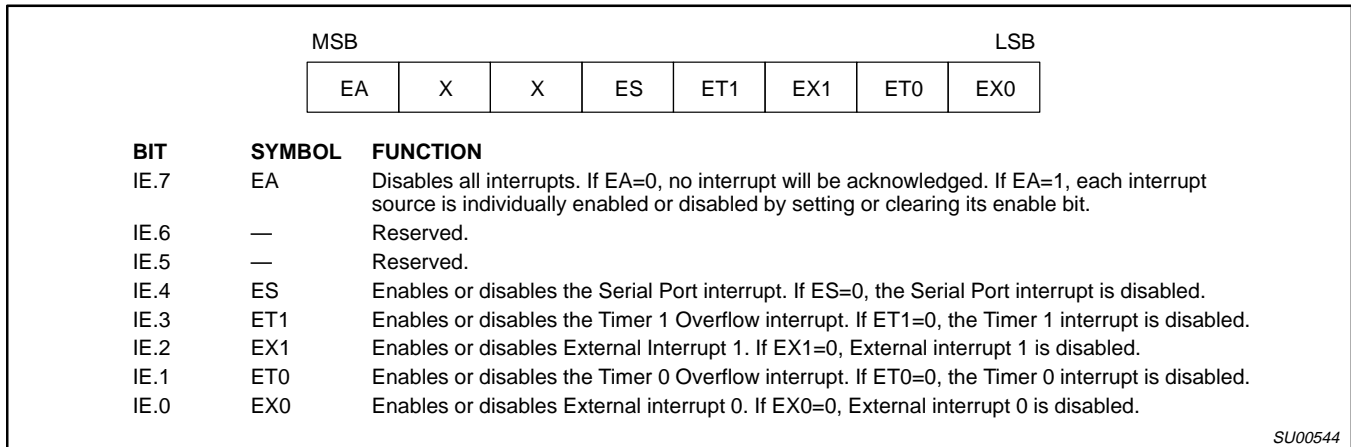 MSB LSB
EA X X ES ET1 EX1 ET0 EX0
BIT SYMBOL FUNCTION
IE.7 EA Disables all interrupts. If EA=0, no interrupt will be acknowledged. If EA=1, each interrupt
source is individually enabled or disabled by setting or clearing its enable bit.
IE.6 — Reserved.
IE.5 — Reserved.
IE.4 ES Enables or disables the Serial Port interrupt. If ES=0, the Serial Port interrupt is disabled.
IE.3 ET1 Enables or disables the Timer 1 Overflow interrupt. If ET1=0, the Timer 1 interrupt is disabled.
IE.2 EX1 Enables or disables External Interrupt 1. If EX1=0, External interrupt 1 is disabled.
IE.1 ET0 Enables or disables the Timer 0 Overflow interrupt. If ET0=0, the Timer 0 interrupt is disabled.
IE.0 EX0 Enables or disables External interrupt 0. If EX0=0, External interrupt 0 is disabled.
SU00544